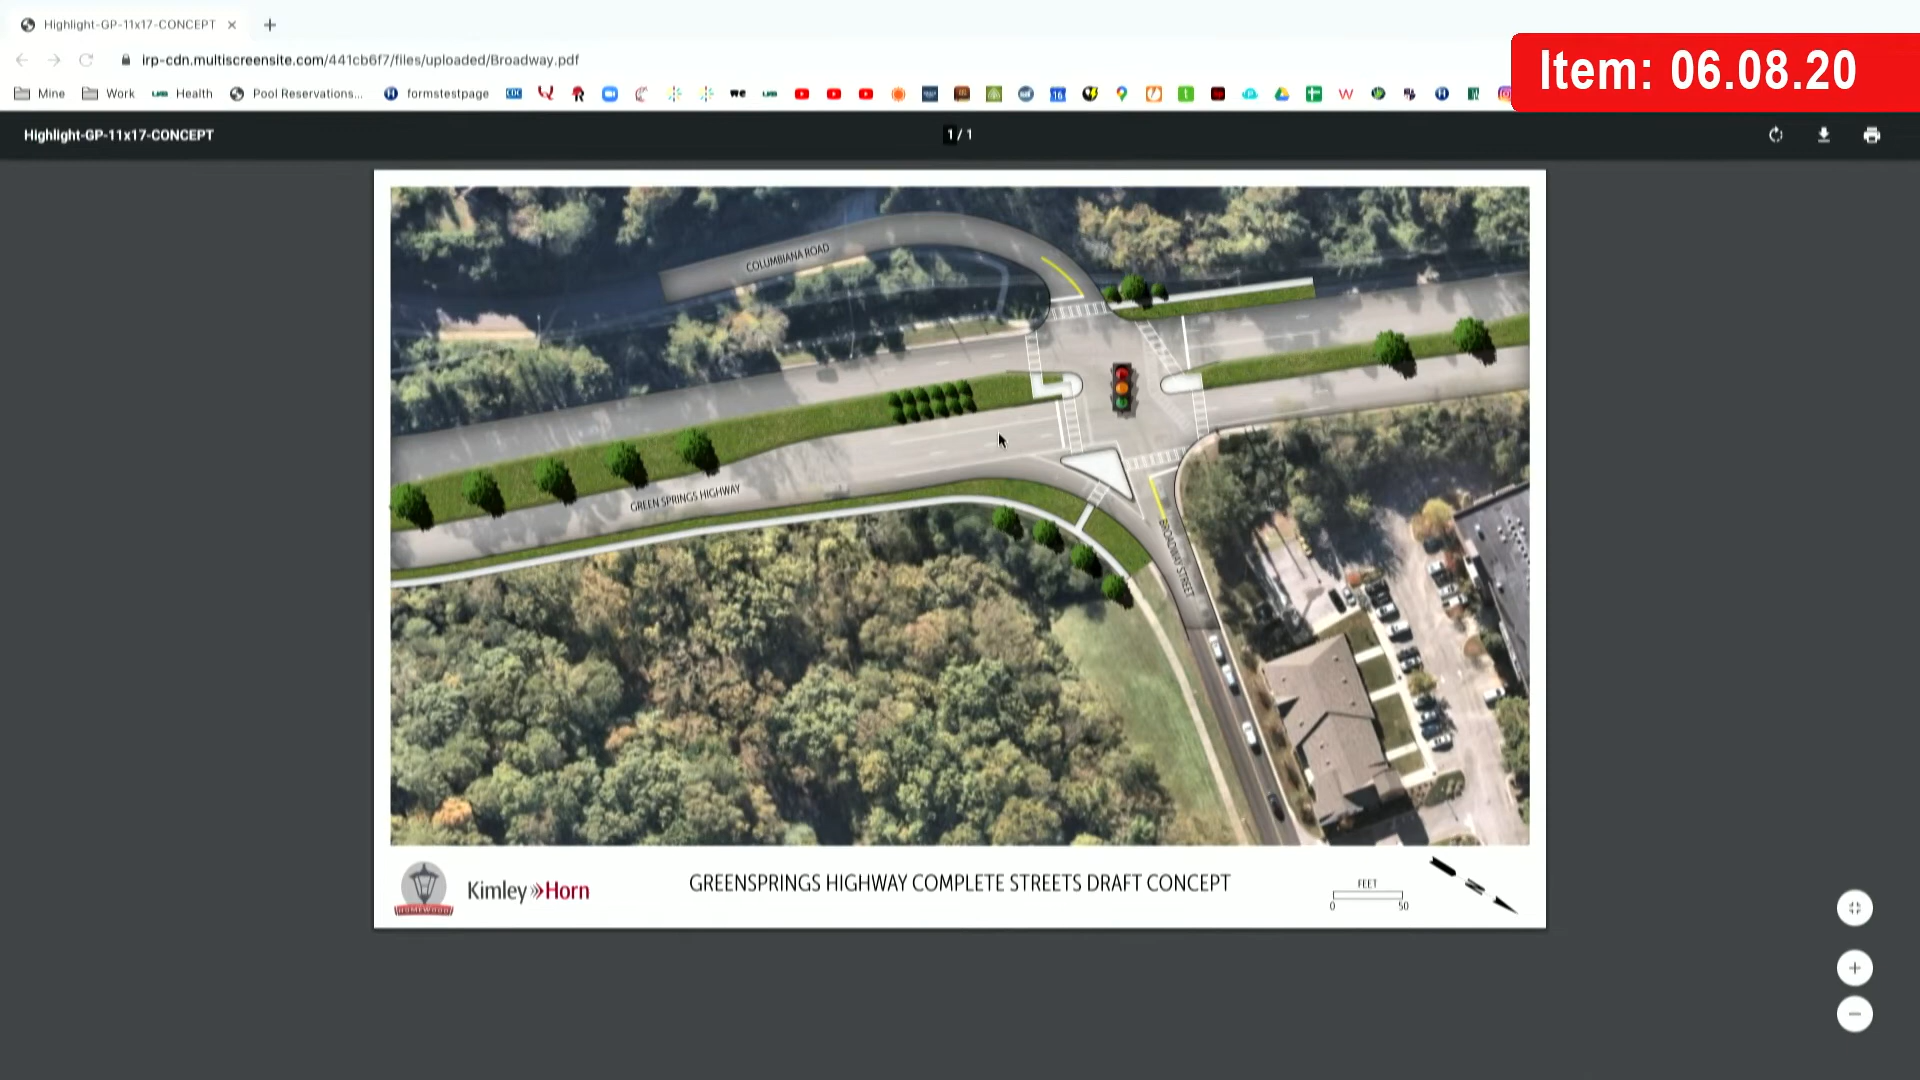 Highlight-GP-11x17-CONCEPT
irp-cdn.multiscreensite.com/441cb6f7/files/uploaded/Broadway.pdf
Item: 06.08.20
Mine
Work
Health
Pool Reservations...
formstestpage
Highlight-GP-11x17-CONCEPT
1 / 1
COLUMBIANA ROAD
GREEN SPRINGS HIGHWAY
BROADWAY STREET
HOMEWOOD
Kimley»Horn
GREENSPRINGS HIGHWAY COMPLETE STREETS DRAFT CONCEPT
FEET
0 50
N